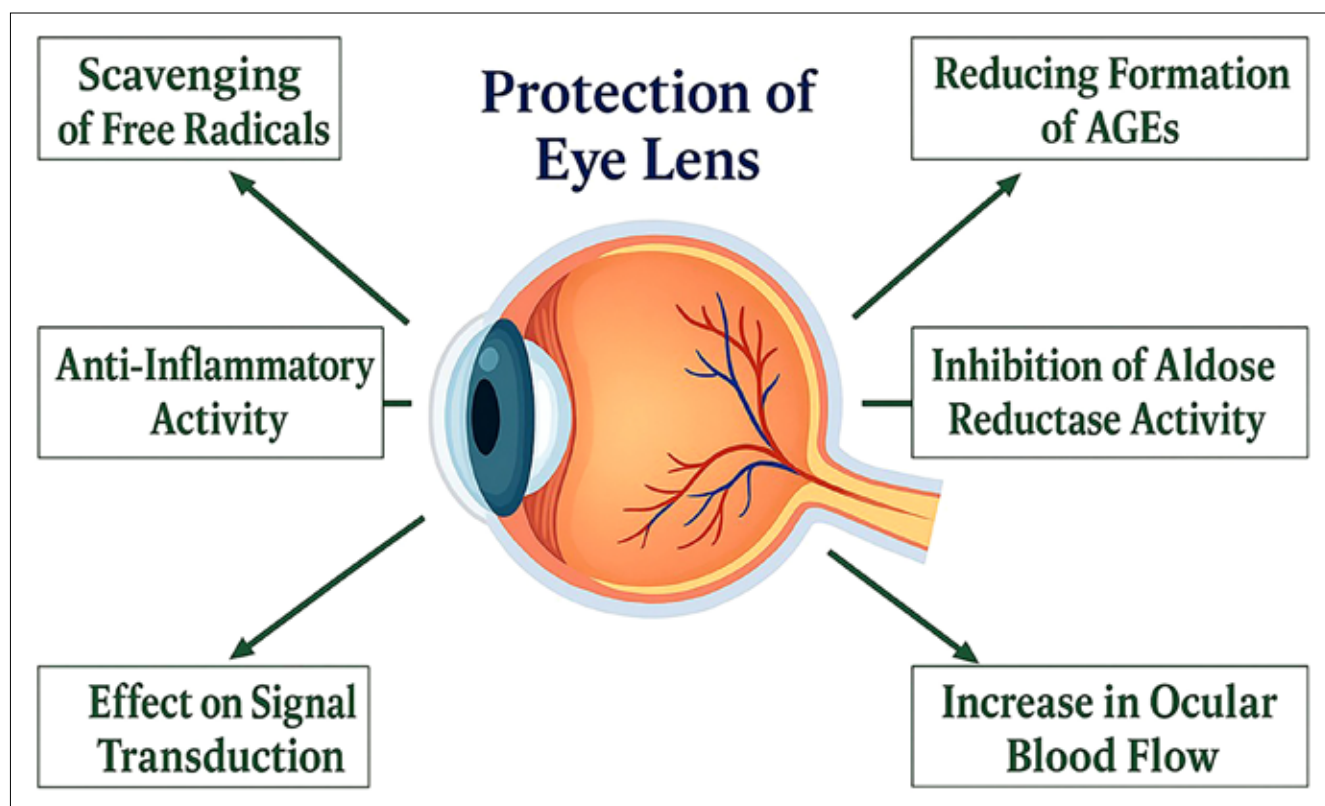 Protection of
Eye Lens
Scavenging
of Free Radicals
Anti-Inflammatory
Activity
Effect on Signal
Transduction
Reducing Formation
of AGEs
Inhibition of Aldose
Reductase Activity
Increase in Ocular
Blood Flow